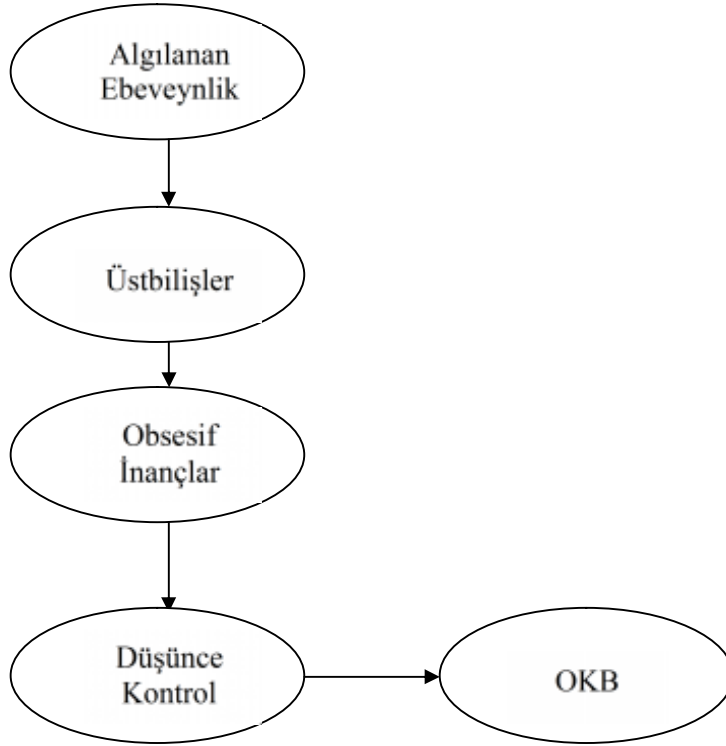 Algılanan
Ebeveynlik
Üstbilişler
Obsesif
İnançlar
Düşünce
Kontrol
OKB